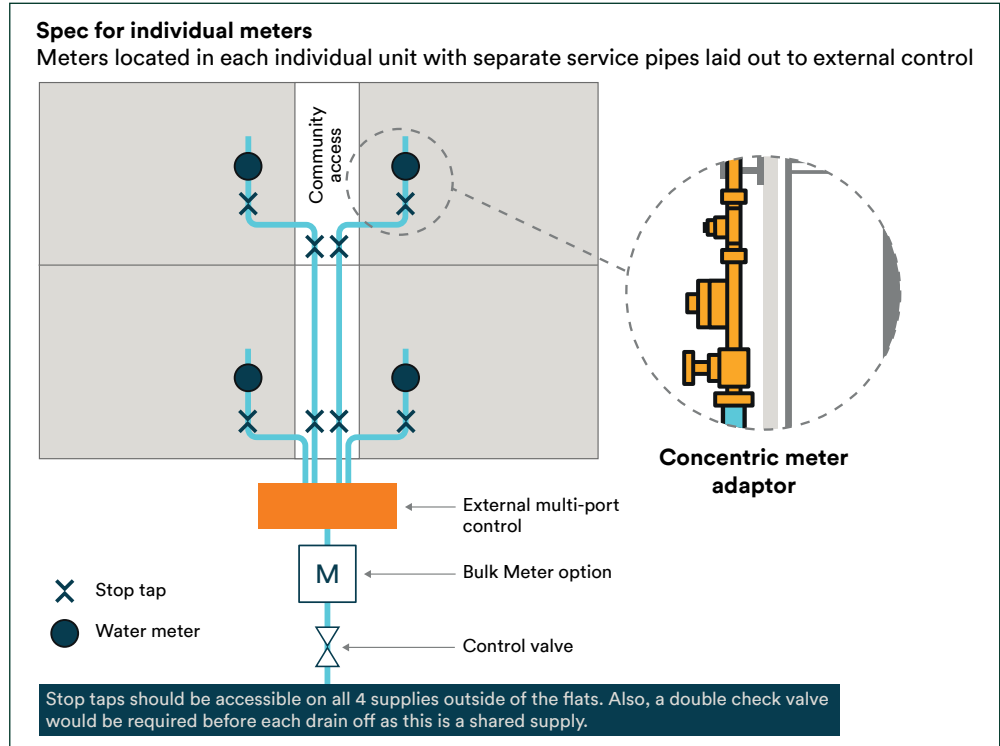 Spec for individual meters
Meters located in each individual unit with separate service pipes laid out to external control
Community
access
Concentric meter
adaptor
External multi-port
control
M
Bulk Meter option
Stop tap
Water meter
Control valve
Stop taps should be accessible on all 4 supplies outside of the flats. Also, a double check valve
would be required before each drain off as this is a shared supply.